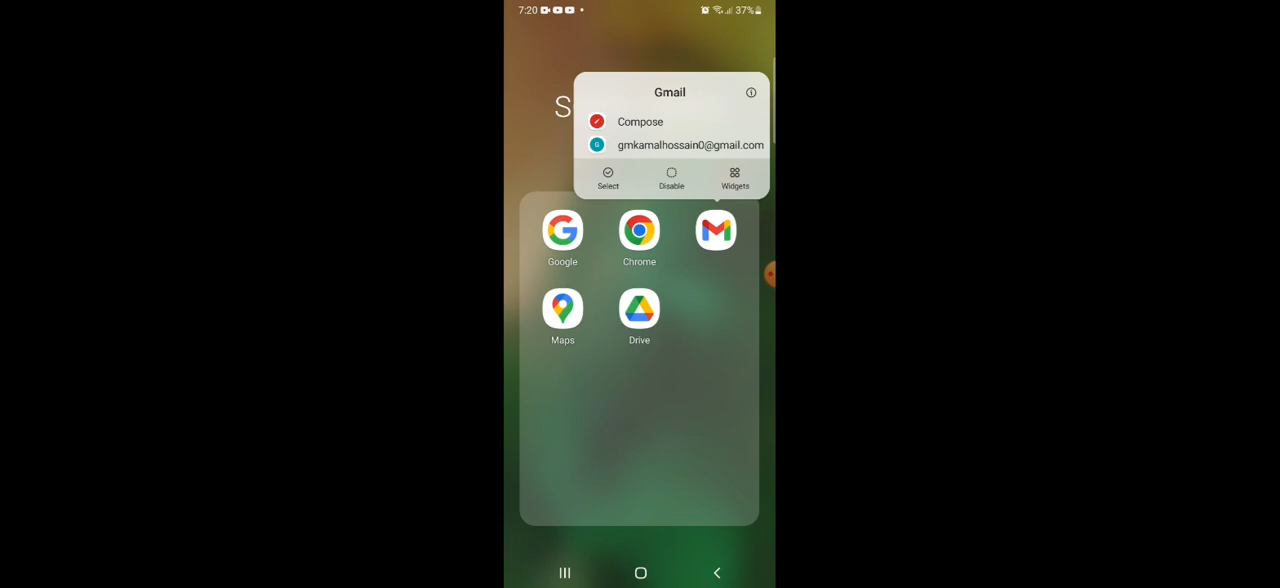 7:20
37%
S
Gmail
Compose
gmkamalhossain0@gmail.com
Select
Disable
Widgets
Google
Chrome
Maps
Drive